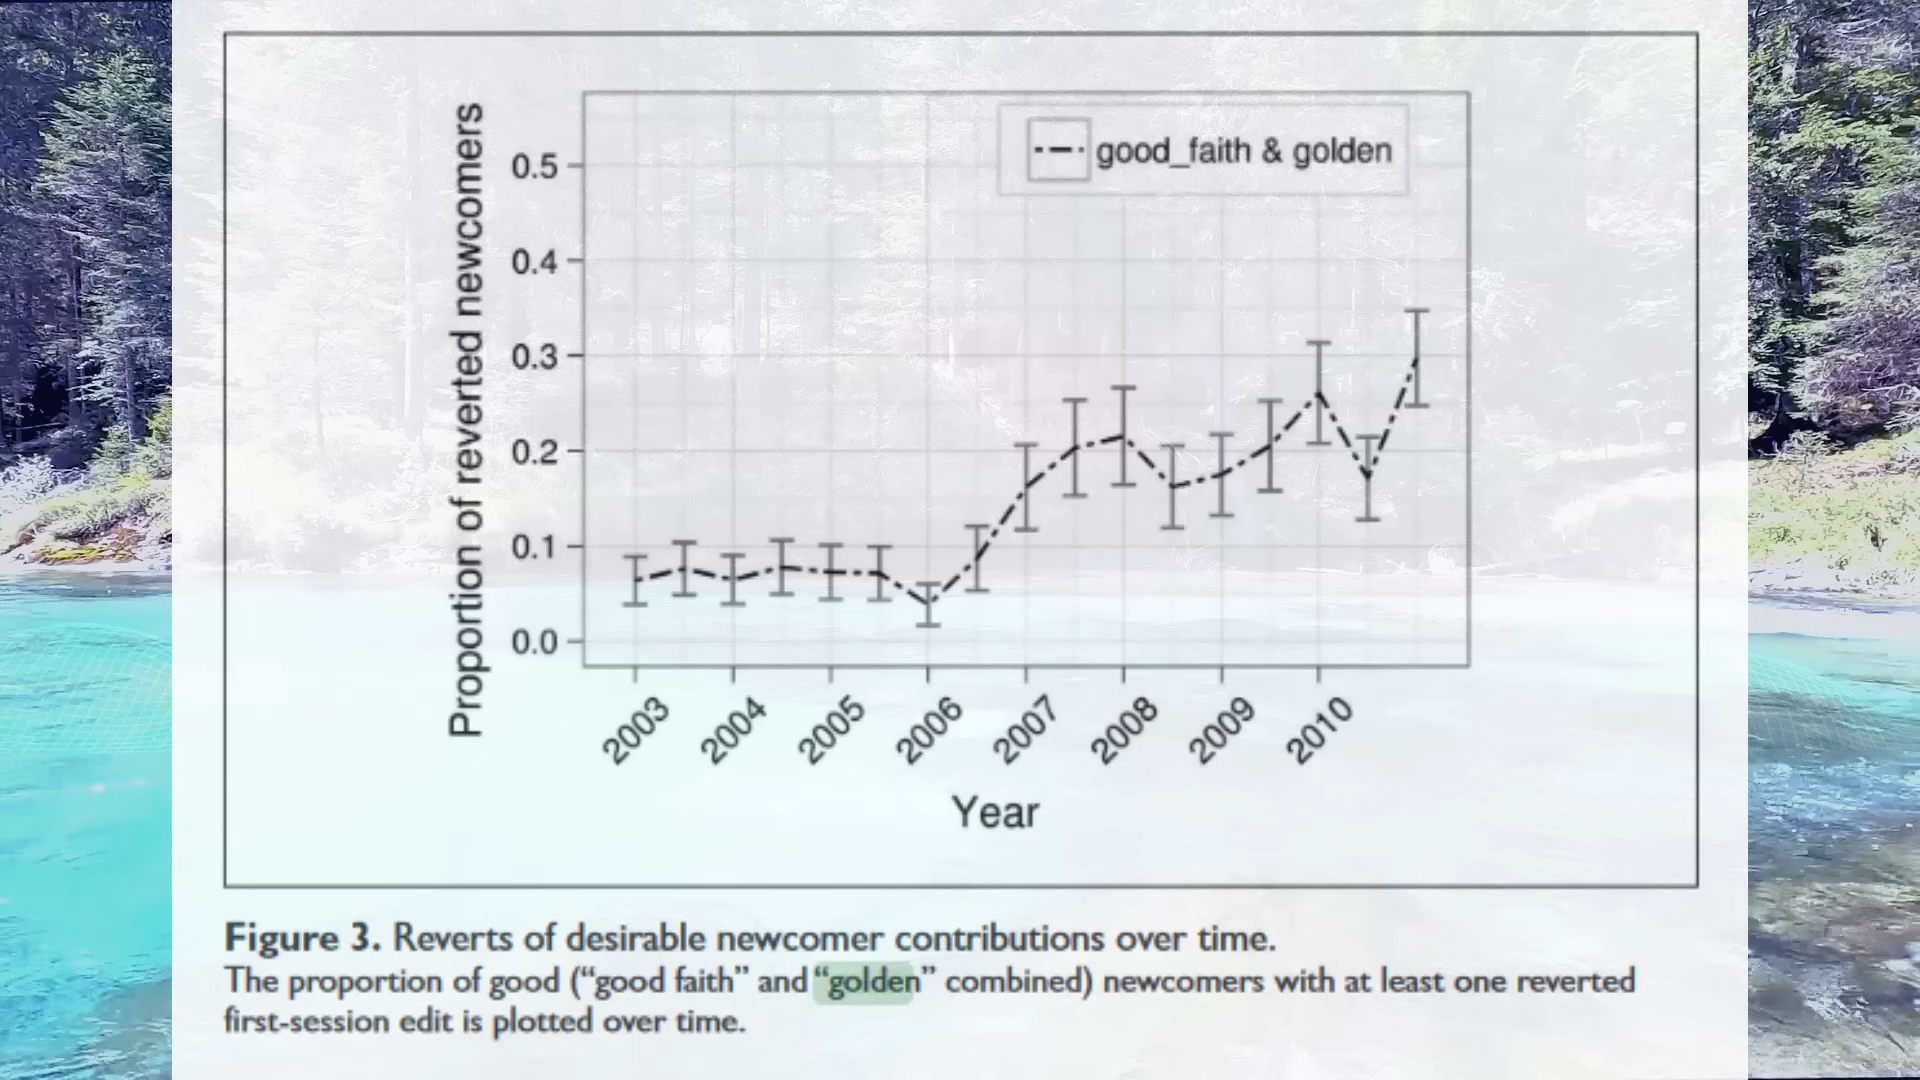 good_faith & golden
Proportion of reverted newcomers
0.5
0.4
0.3
0.2
0.1
0.0
2003 2004 2005 2006 2007 2008 2009 2010
Year
Figure 3. Reverts of desirable newcomer contributions over time.
The proportion of good (“good faith” and “golden” combined) newcomers with at least one reverted
first-session edit is plotted over time.